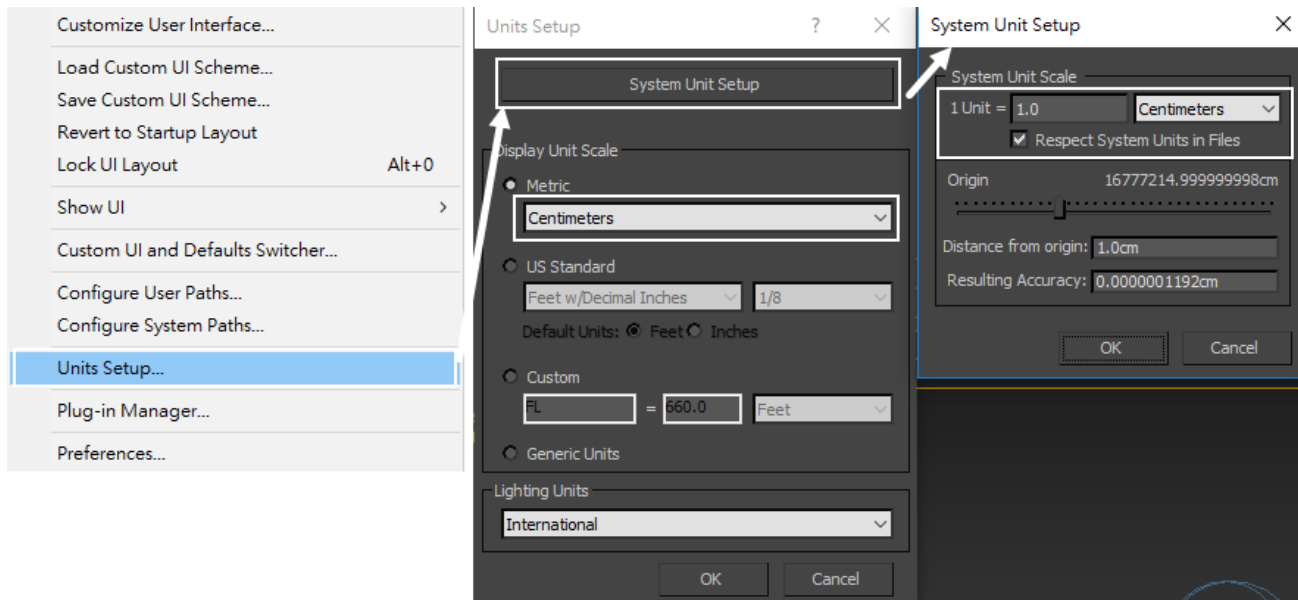 Customize User Interface...
Load Custom UI Scheme...
Save Custom UI Scheme...
Revert to Startup Layout
Lock UI Layout Alt+0
Show UI >
Custom UI and Defaults Switcher...
Configure User Paths...
Configure System Paths...
Units Setup...
Plug-in Manager...
Preferences...
Units Setup ? ×
System Unit Setup
Display Unit Scale
Metric
Centimeters
US Standard
Feet w/Decimal Inches 1/8
Default Units: Feet Inches
Custom
FL = 660.0 Feet
Generic Units
Lighting Units
International
OK Cancel
System Unit Setup ×
System Unit Scale
1 Unit = 1.0 Centimeters
Respect System Units in Files
Origin 16777214.999999998cm
Distance from origin: 1.0cm
Resulting Accuracy: 0.0000001192cm
OK Cancel